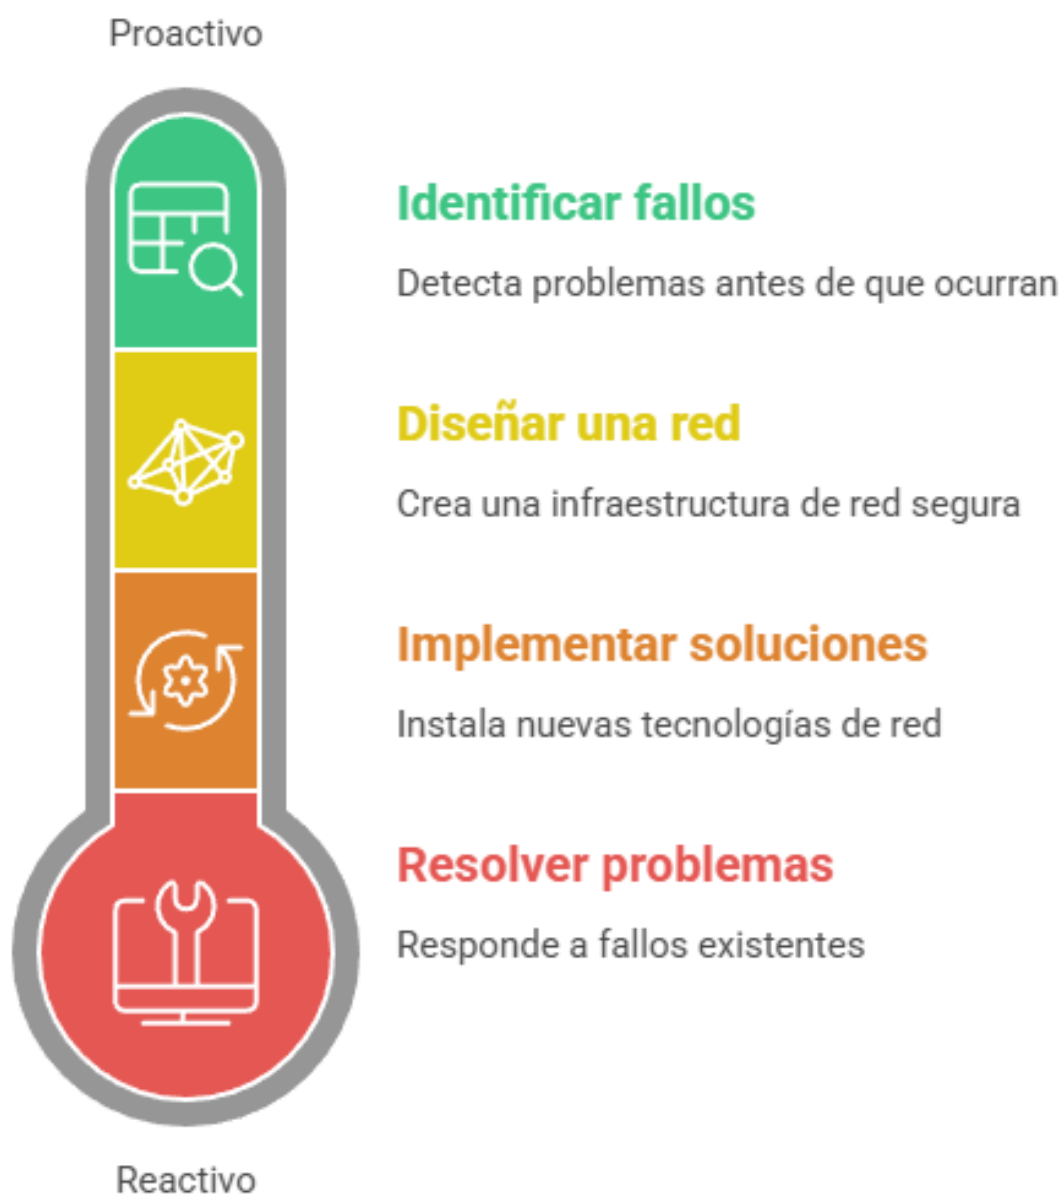 Proactivo
Identificar fallos
Detecta problemas antes de que ocurran
Diseñar una red
Crea una infraestructura de red segura
Implementar soluciones
Instala nuevas tecnologías de red
Resolver problemas
Responde a fallos existentes
Reactivo